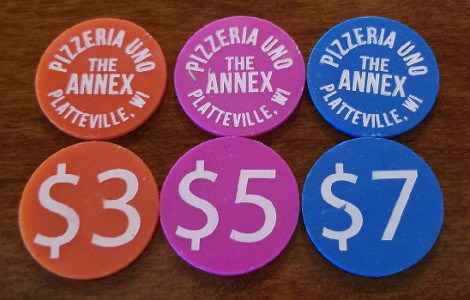 PIZZERIA UNO
THE
ANNEX
PLATTEVILLE, WI
PIZZERIA UNO
THE
ANNEX
PLATTEVILLE, WI
PIZZERIA UNO
THE
ANNEX
PLATTEVILLE, WI
$3
$5
$7